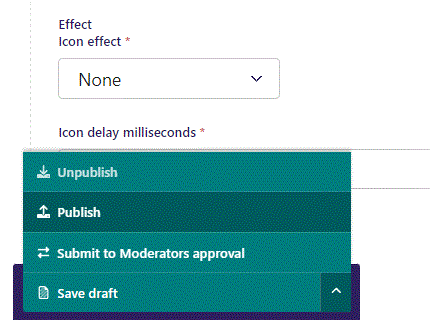 Effect
Icon effect *
None
Icon delay milliseconds *
Unpublish
Publish
Submit to Moderators approval
Save draft